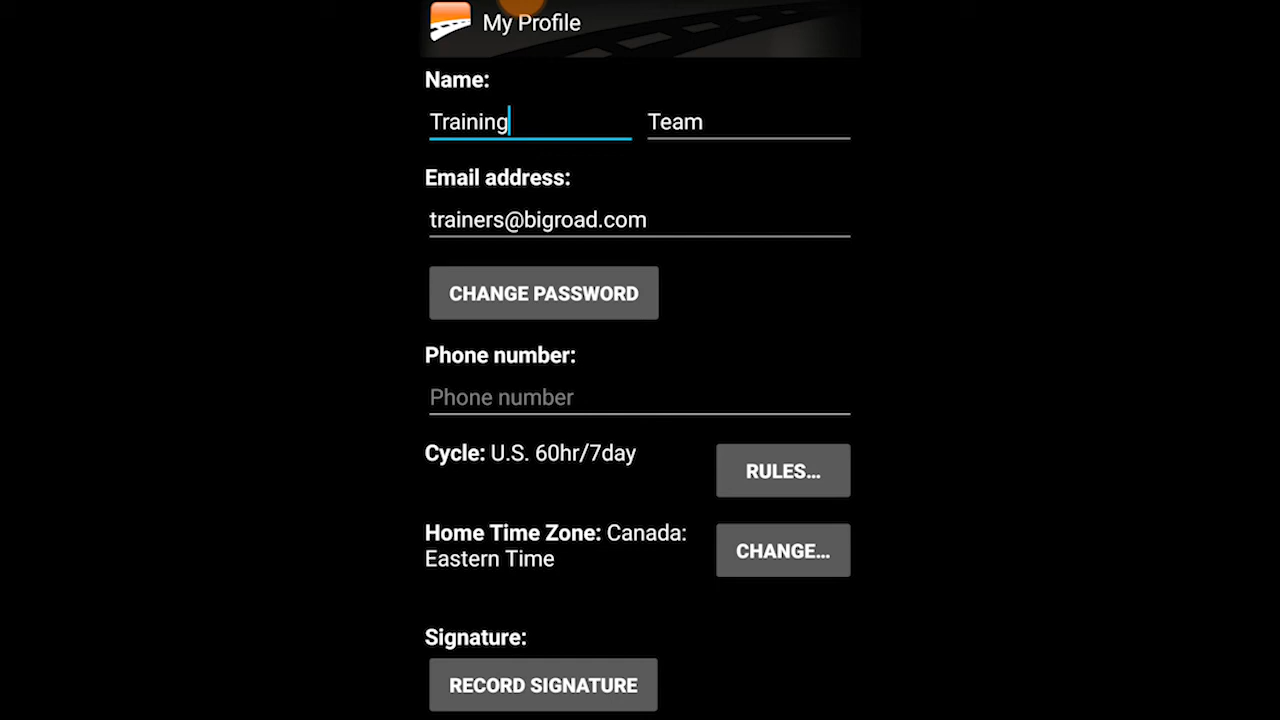 My Profile
Name:
Training Team
Email address:
trainers@bigroad.com
CHANGE PASSWORD
Phone number:
Phone number
Cycle: U.S. 60hr/7day
RULES...
Home Time Zone: Canada:
Eastern Time
CHANGE...
Signature:
RECORD SIGNATURE